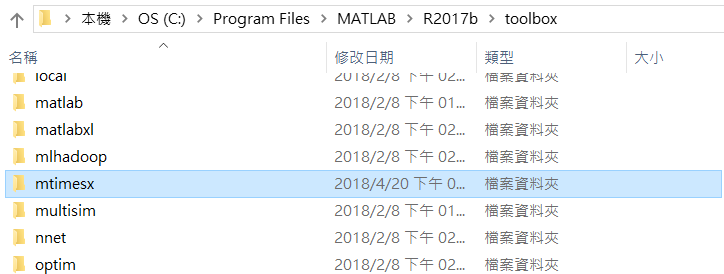 本機 > OS (C:) > Program Files > MATLAB > R2017b > toolbox
名稱 修改日期 類型 大小
local 2018/2/8 下午 02... 檔案資料夾
matlab 2018/2/8 下午 01... 檔案資料夾
matlabxl 2018/2/8 下午 02... 檔案資料夾
mlhadoop 2018/2/8 下午 02... 檔案資料夾
mtimesx 2018/4/20 下午 0... 檔案資料夾
multisim 2018/2/8 下午 01... 檔案資料夾
nnet 2018/2/8 下午 02... 檔案資料夾
optim 2018/2/8 下午 02... 檔案資料夾